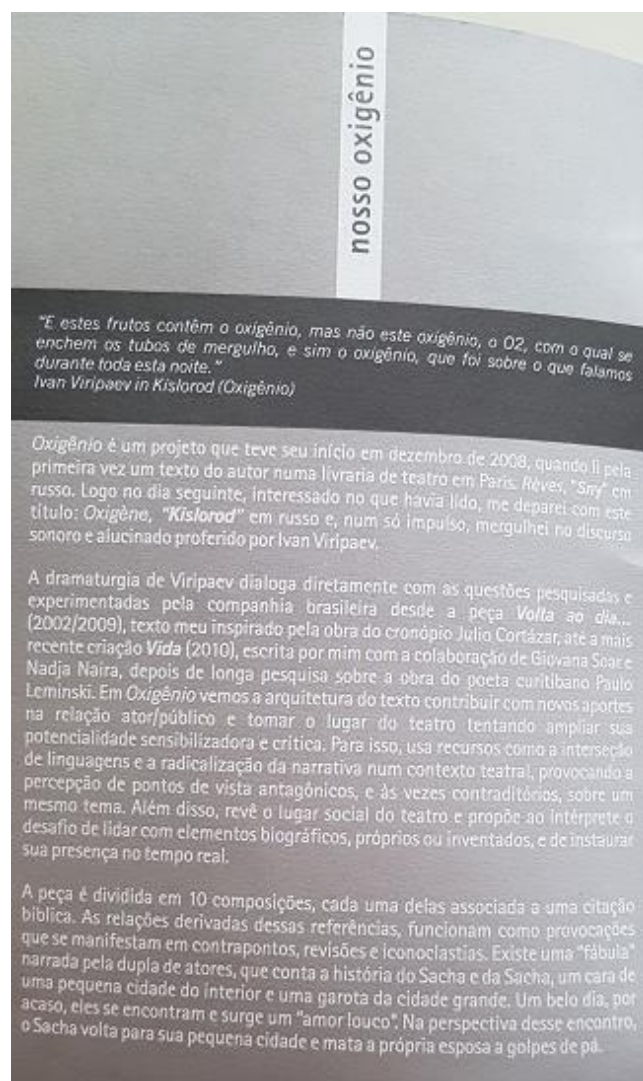 nosso oxigênio
"E estes frutos contêm o oxigênio, mas não este oxigênio, o O2, com o qual se
enchem os tubos de mergulho, e sim o oxigênio, que foi sobre o que falamos
durante toda esta noite."
Ivan Viripaev in Kislorod (Oxigênio)
Oxigênio é um projeto que teve seu início em dezembro de 2008, quando li pela
primeira vez um texto do autor numa livraria de teatro em Paris. Rêves, "Sny" em
russo. Logo no dia seguinte, interessado no que havia lido, me deparei com este
título: Oxigène, "Kislorod" em russo e, num só impulso, mergulhei no discurso
sonoro e alucinado proferido por Ivan Viripaev.
A dramaturgia de Viripaev dialoga diretamente com as questões pesquisadas e
experimentadas pela companhia brasileira desde a peça Volta ao dia...
(2002/2009), texto meu inspirado pela obra do cronópio Julio Cortázar, até a mais
recente criação Vida (2010), escrita por mim com a colaboração de Giovana Soar e
Nadja Naira, depois de longa pesquisa sobre a obra do poeta curitibano Paulo
Leminski. Em Oxigênio vemos a arquitetura do texto contribuir com novos aportes
na relação ator/público e tomar o lugar do teatro tentando ampliar sua
potencialidade sensibilizadora e crítica. Para isso, usa recursos como a interseção
de linguagens e a radicalização da narrativa num contexto teatral, provocando a
percepção de pontos de vista antagônicos, e às vezes contraditórios, sobre um
mesmo tema. Além disso, revê o lugar social do teatro e propõe ao intérprete o
desafio de lidar com elementos biográficos, próprios ou inventados, e de instaurar
sua presença no tempo real.
A peça é dividida em 10 composições, cada uma delas associada a uma citação
bíblica. As relações derivadas dessas referências, funcionam como provocações
que se manifestam em contrapontos, revisões e iconoclastias. Existe uma "fábula"
narrada pela dupla de atores, que conta a história do Sacha e da Sacha, um cara de
uma pequena cidade do interior e uma garota da cidade grande. Um belo dia, por
acaso, eles se encontram e surge um "amor louco". Na perspectiva desse encontro,
o Sacha volta para sua pequena cidade e mata a própria esposa a golpes de pá.